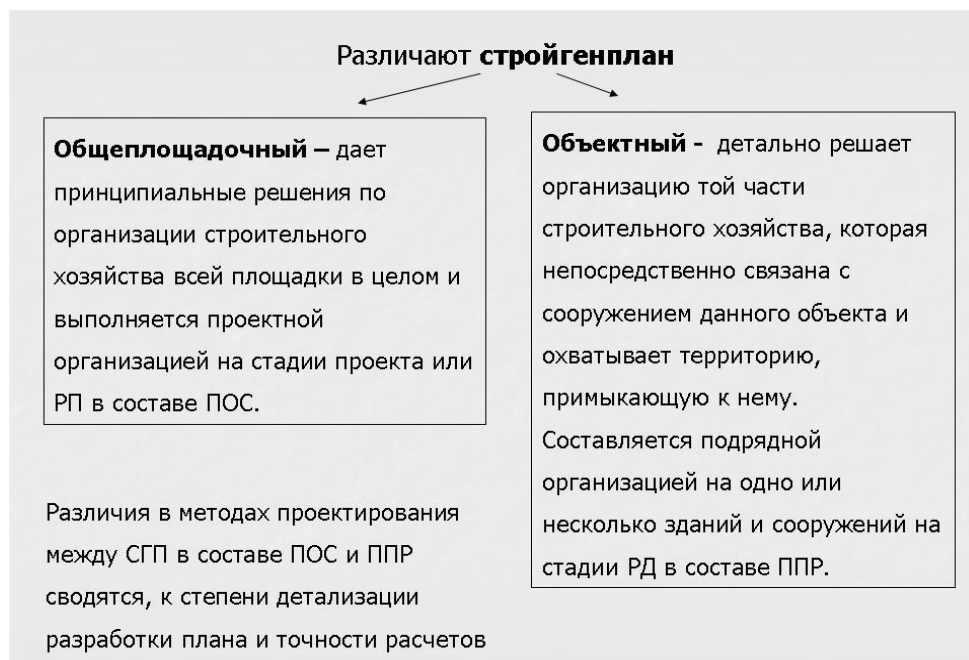 Различают стройгенплан
Общеплощадочный – дает
принципиальные решения по
организации строительного
хозяйства всей площадки в целом и
выполняется проектной
организацией на стадии проекта или
РП в составе ПОС.
Объектный - детально решает
организацию той части
строительного хозяйства, которая
непосредственно связана с
сооружением данного объекта и
охватывает территорию,
примыкающую к нему.
Составляется подрядной
организацией на одно или
несколько зданий и сооружений на
стадии РД в составе ППР.
Различия в методах проектирования
между СГП в составе ПОС и ППР
сводятся, к степени детализации
разработки плана и точности расчетов